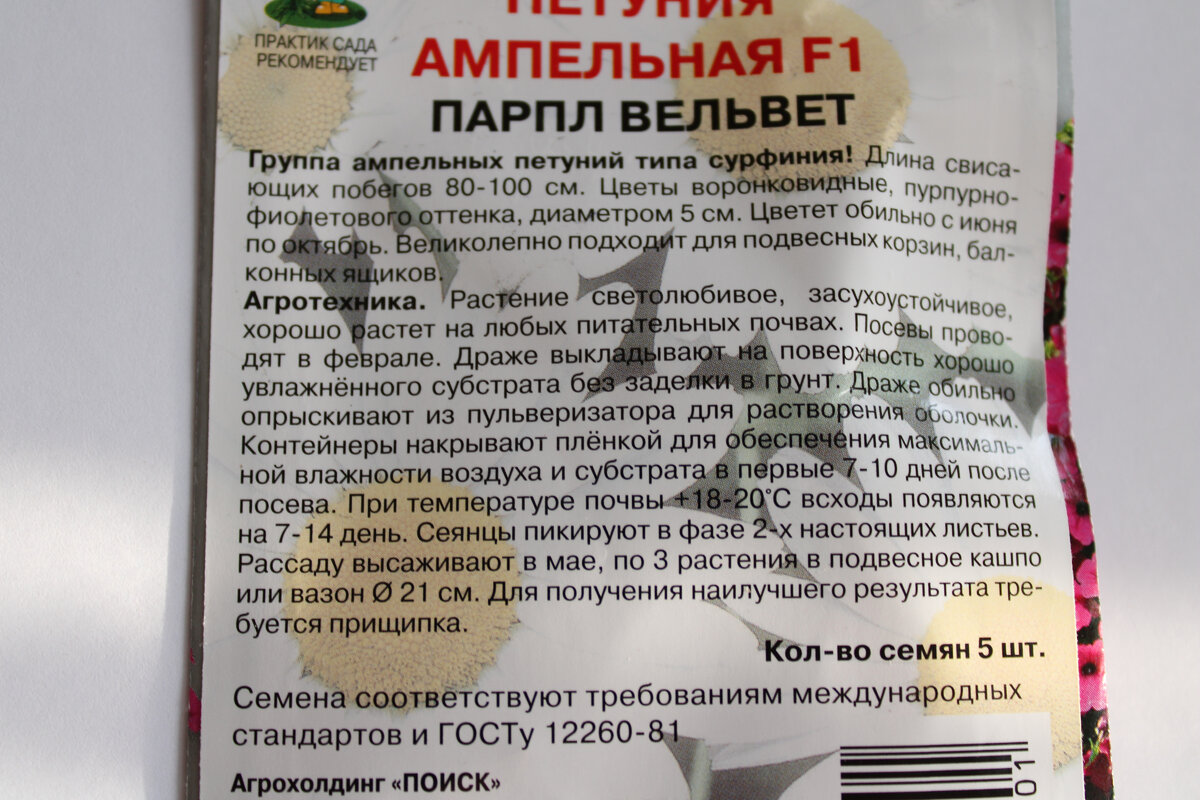 ПРАКТИК САДА
РЕКОМЕНДУЕТ
ПЕТУНИЯ
АМПЕЛЬНАЯ F1
ПАРПЛ ВЕЛЬВЕТ
Группа ампельных петуний типа сурфиния! Длина свиса-
ющих побегов 80-100 см. Цветы воронковидные, пурпурно-
фиолетового оттенка, диаметром 5 см. Цветет обильно с июня
по октябрь. Великолепно подходит для подвесных корзин, бал-
конных ящиков.
Агротехника. Растение светолюбивое, засухоустойчивое,
хорошо растет на любых питательных почвах. Посевы прово-
дят в феврале. Драже выкладывают на поверхность хорошо
увлажнённого субстрата без заделки в грунт. Драже обильно
опрыскивают из пульверизатора для растворения оболочки.
Контейнеры накрывают плёнкой для обеспечения максималь-
ной влажности воздуха и субстрата в первые 7-10 дней после
посева. При температуре почвы +18-20°С всходы появляются
на 7-14 день. Сеянцы пикируют в фазе 2-х настоящих листьев.
Рассаду высаживают в мае, по 3 растения в подвесное кашпо
или вазон Ø 21 см. Для получения наилучшего результата тре-
буется прищипка.
Кол-во семян 5 шт.
Семена соответствуют требованиям международных
стандартов и ГОСТу 12260-81
Агрохолдинг «ПОИСК»
01